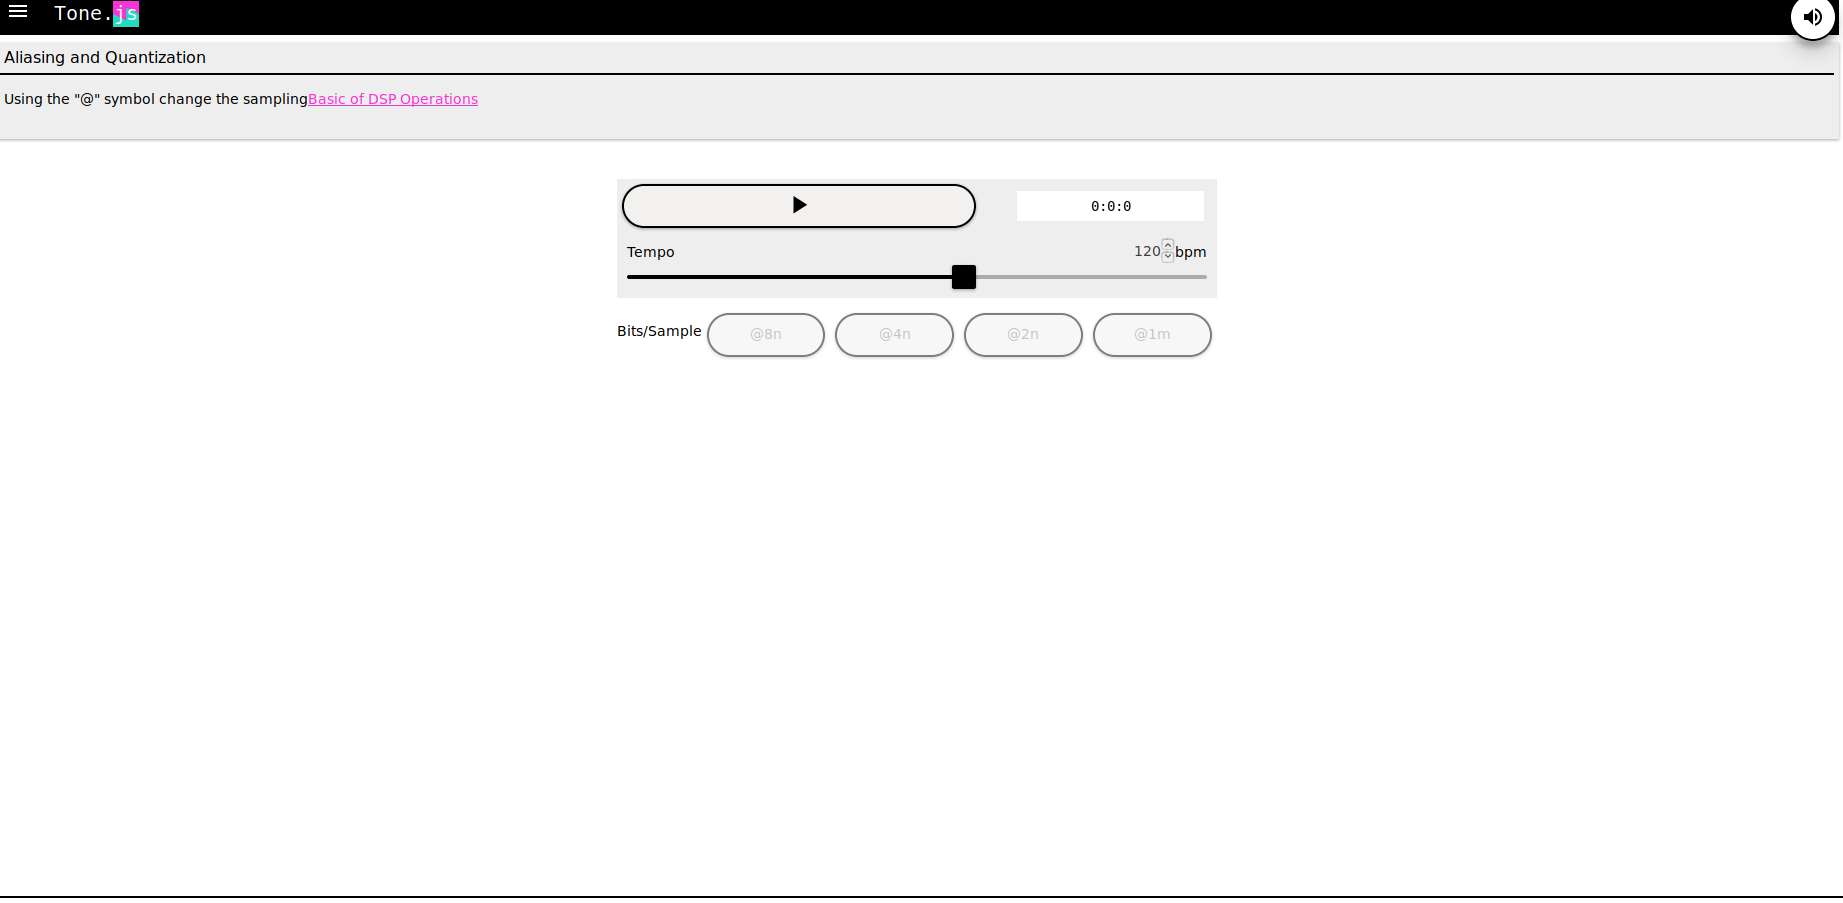 Tone.js
Aliasing and Quantization
Using the "@" symbol change the samplingBasic of DSP Operations
0:0:0
Tempo 120 bpm
Bits/Sample @8n @4n @2n @1m